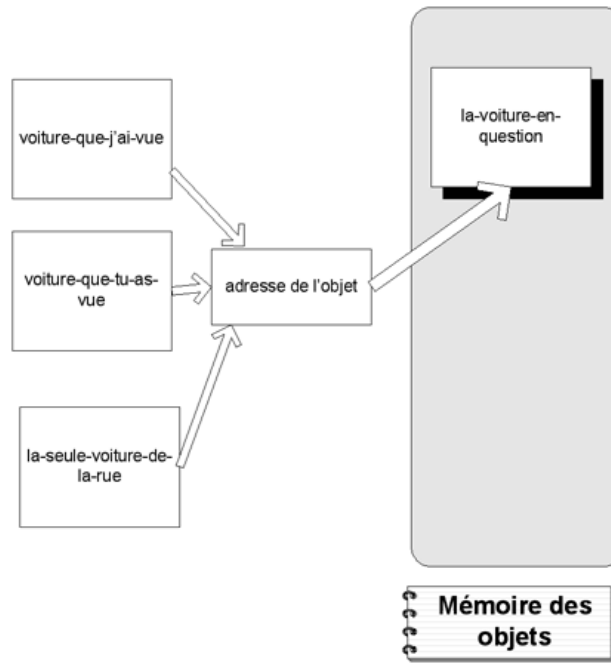 voiture-que-j'ai-vue
voiture-que-tu-as-
vue
la-seule-voiture-de-
la-rue
adresse de l'objet
la-voiture-en-
question
Mémoire des
objets